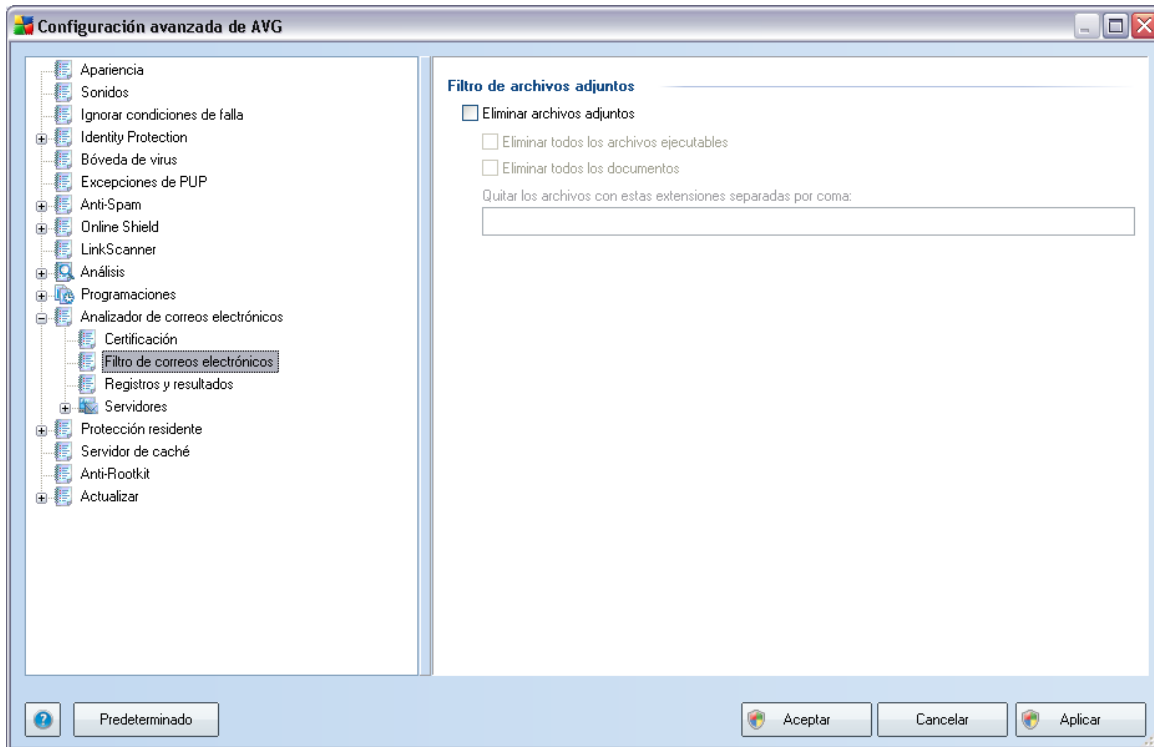 Configuración avanzada de AVG
Apariencia
Sonidos
Ignorar condiciones de falla
Identity Protection
Bóveda de virus
Excepciones de PUP
Anti-Spam
Online Shield
LinkScanner
Análisis
Programaciones
Analizador de correos electrónicos
Certificación
Filtro de correos electrónicos
Registros y resultados
Servidores
Protección residente
Servidor de caché
Anti-Rootkit
Actualizar
Filtro de archivos adjuntos
Eliminar archivos adjuntos
Eliminar todos los archivos ejecutables
Eliminar todos los documentos
Quitar los archivos con estas extensiones separadas por coma:
Predeterminado
Aceptar
Cancelar
Aplicar